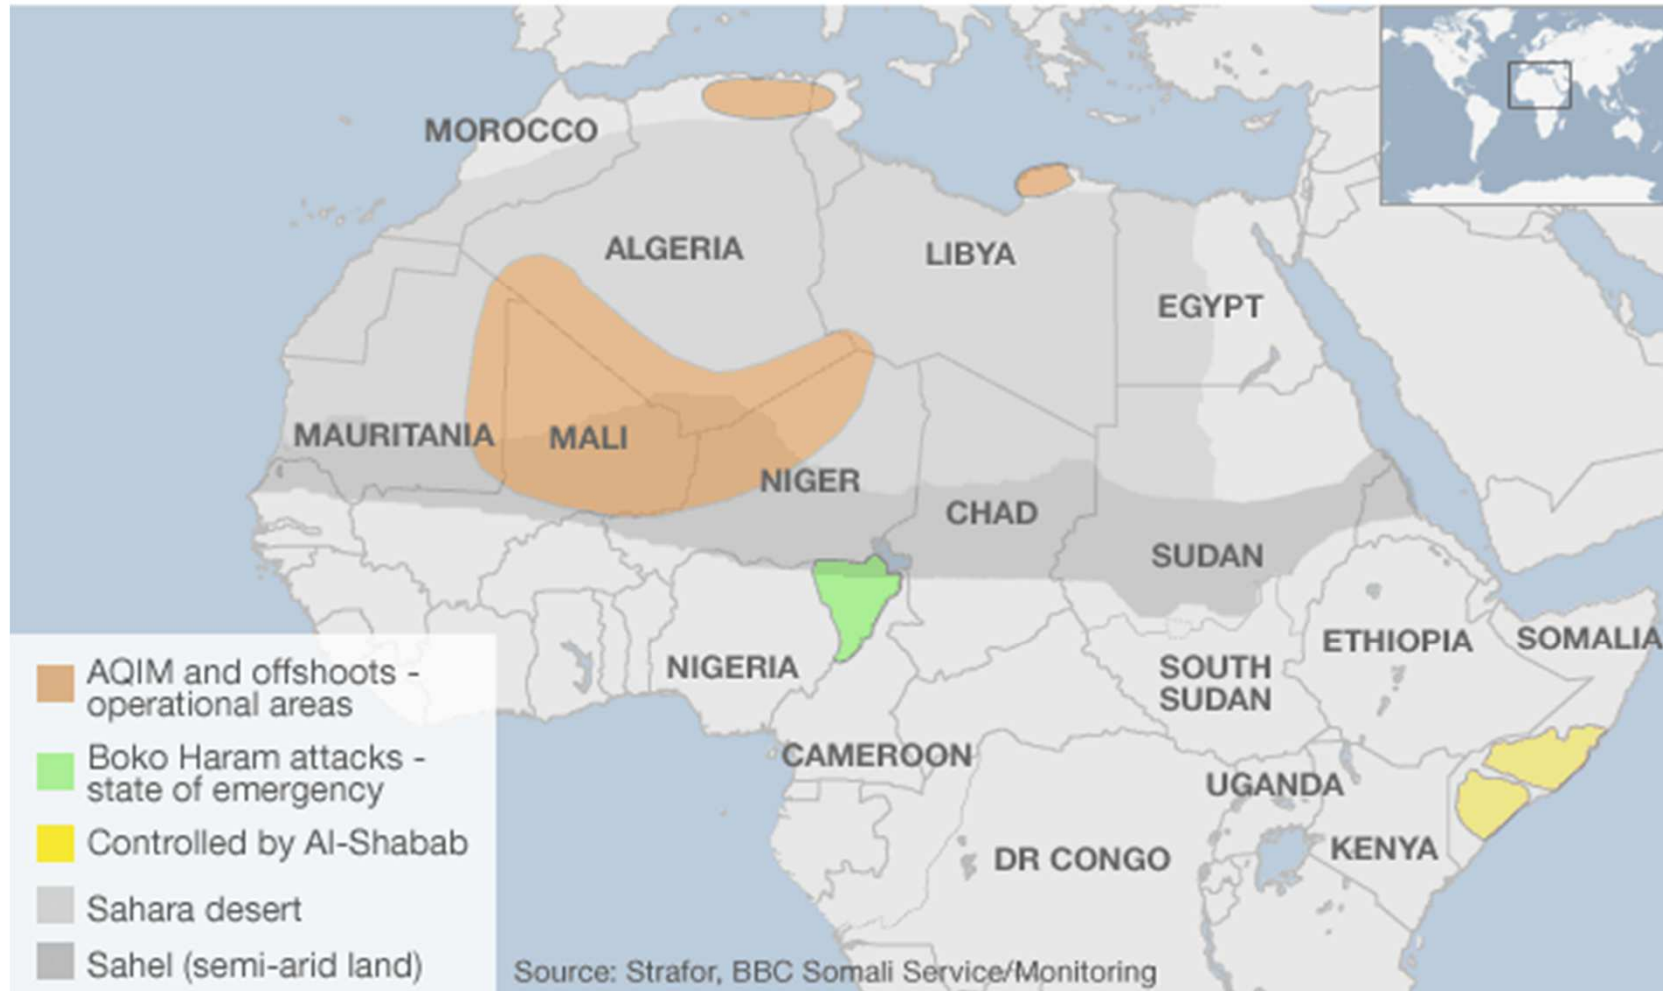 MOROCCO
ALGERIA
LIBYA
EGYPT
MAURITANIA
MALI
NIGER
CHAD
SUDAN
NIGERIA
SOUTH
SUDAN
ETHIOPIA
SOMALIA
CAMEROON
UGANDA
KENYA
DR CONGO
AQIM and offshoots -
operational areas
Boko Haram attacks -
state of emergency
Controlled by Al-Shabab
Sahara desert
Sahel (semi-arid land)
Source: Strafor, BBC Somali Service/Monitoring